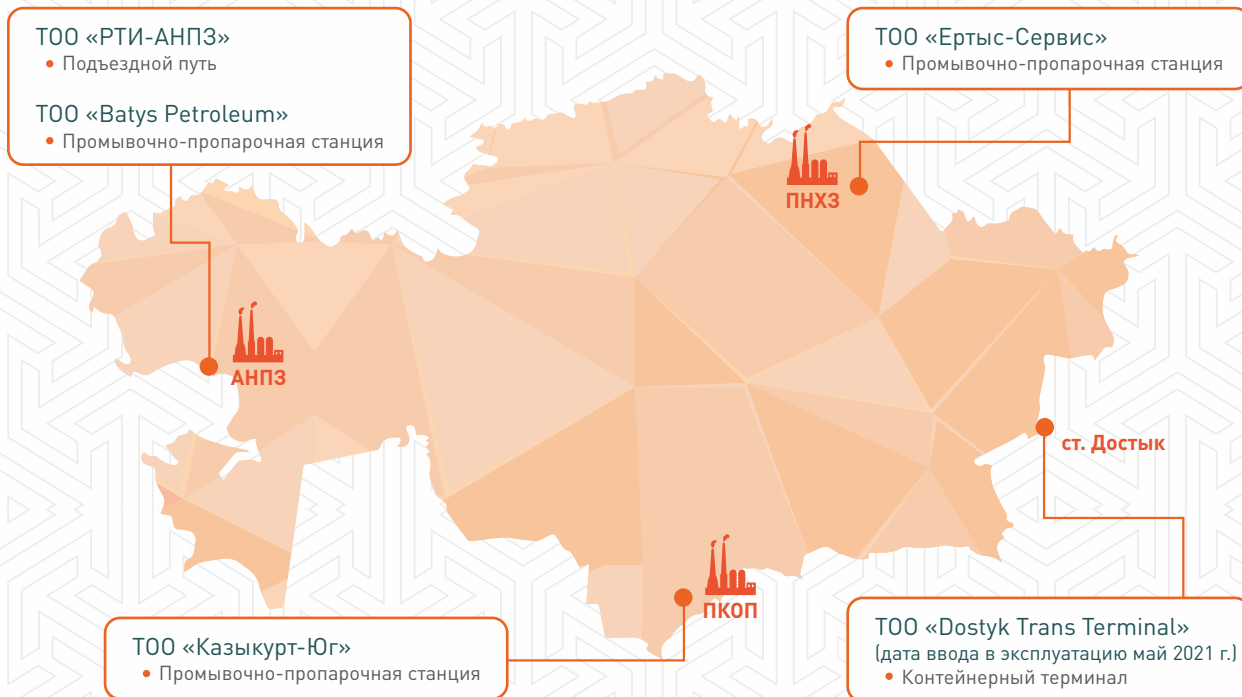 ТОО «РТИ-АНПЗ»
• Подъездной путь
ТОО «Batys Petroleum»
• Промывочно-пропарочная станция
ТОО «Ертыс-Сервис»
• Промывочно-пропарочная станция
ПНХЗ
АНПЗ
ст. Достык
ПКОП
ТОО «Казыкурт-Юг»
• Промывочно-пропарочная станция
ТОО «Dostyk Trans Terminal»
(дата ввода в эксплуатацию май 2021 г.)
• Контейнерный терминал